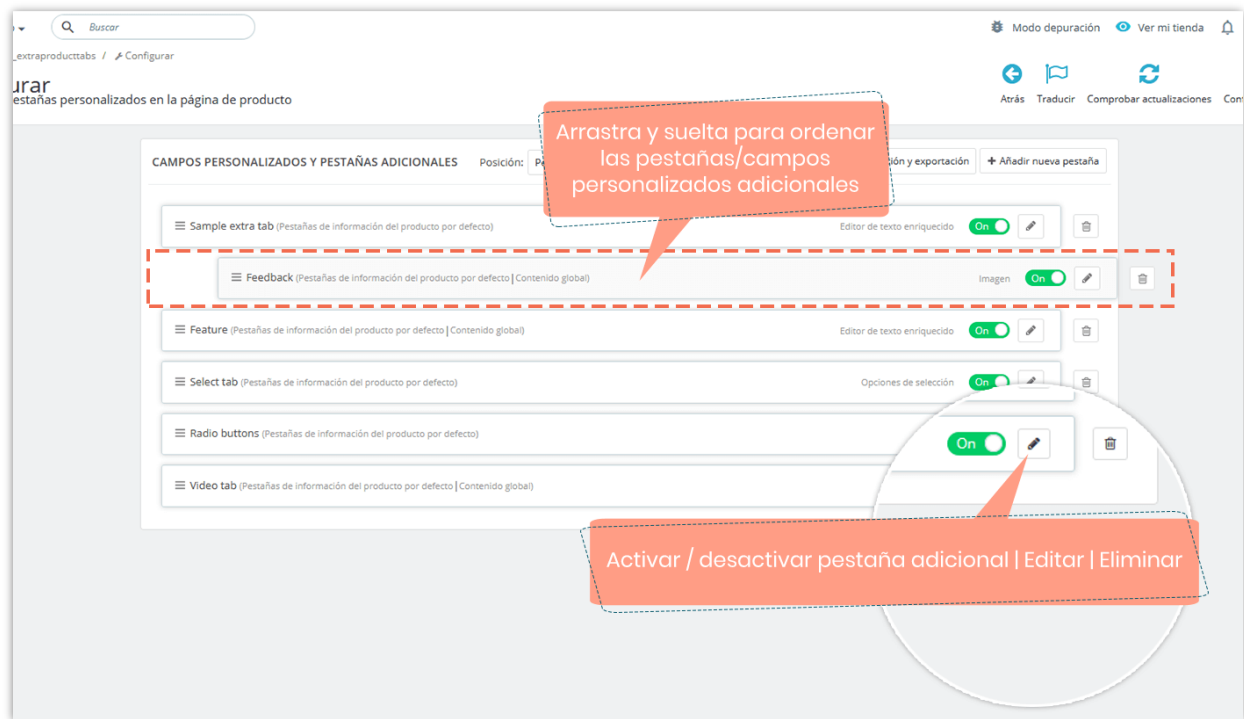 Buscar
Modo depuración
Ver mi tienda
_extraproducttabs / Configurar
urar
estañas personalizados en la página de producto
Atrás
Traducir
Comprobar actualizaciones
Arrastra y suelta para ordenar
las pestañas/campos
personalizados adicionales
CAMPOS PERSONALIZADOS Y PESTAÑAS ADICIONALES Posición:
y exportación
+ Añadir nueva pestaña
Sample extra tab (Pestañas de información del producto por defecto) Editor de texto enriquecido On
Feedback (Pestañas de información del producto por defecto|Contenido global) Imagen On
Feature (Pestañas de información del producto por defecto|Contenido global) Editor de texto enriquecido On
Select tab (Pestañas de información del producto por defecto) Opciones de selección On
Radio buttons (Pestañas de información del producto por defecto) On
Video tab (Pestañas de información del producto por defecto|Contenido global)
Activar / desactivar pestaña adicional | Editar | Eliminar